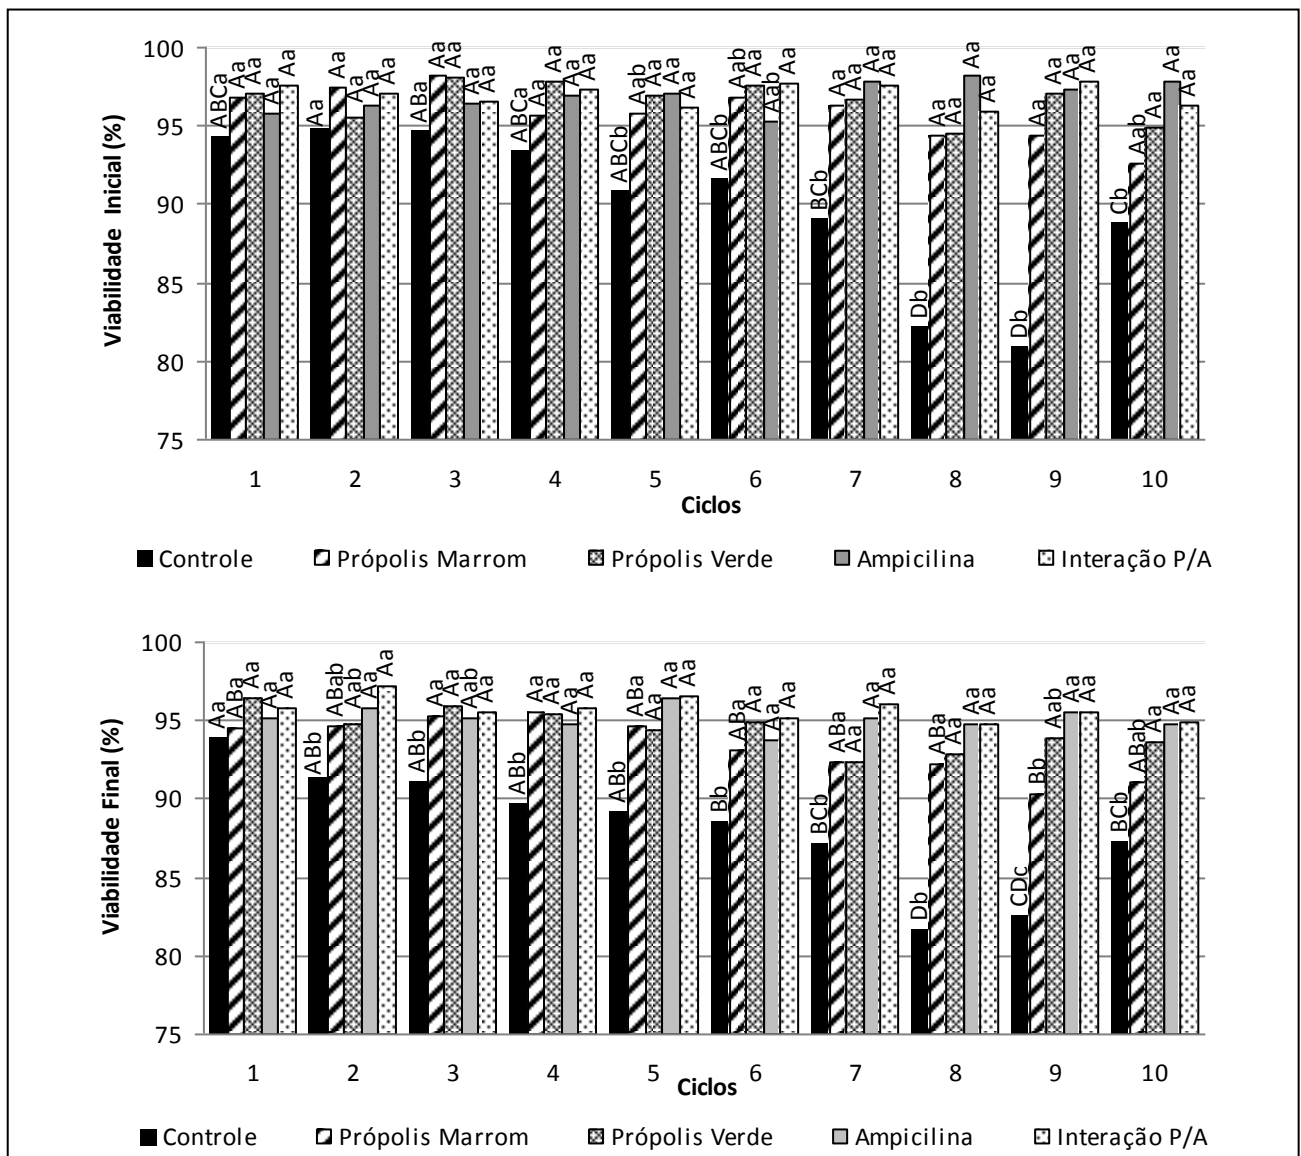 Viabilidade Inicial (%)
100
95
90
85
80
75
ABCa Aa Aa Aa Aa
Aa Aa Aa Aa Aa
ABa Aa Aa Aa Aa
ABCa Aa Aa Aa Aa
ABCb Aab Aa Aa Aa
ABCb Aab Aa Aab Aa
BCb Aa Aa Aa Aa
Db Aa Aa Aa Aa
Db Aa Aa Aa Aa
Cb Aab Aa Aa Aa
1 2 3 4 5 6 7 8 9 10
Ciclos
Controle Própolis Marrom Própolis Verde Ampicilina Interação P/A
Viabilidade Final (%)
100
95
90
85
80
75
Aa ABa Aa Aa Aa
ABb ABab Aab Aa Aa
ABb Aa Aa Aab Aa
ABb Aa Aa Aa Aa
ABb ABa Aa Aa Aa
Bb ABa Aa Aa Aa
BCb ABa Aa Aa Aa
Db ABa Aa Aa Aa
CDc Bb Aab Aa Aa
BCb ABab Aa Aa Aa
1 2 3 4 5 6 7 8 9 10
Ciclos
Controle Própolis Marrom Própolis Verde Ampicilina Interação P/A